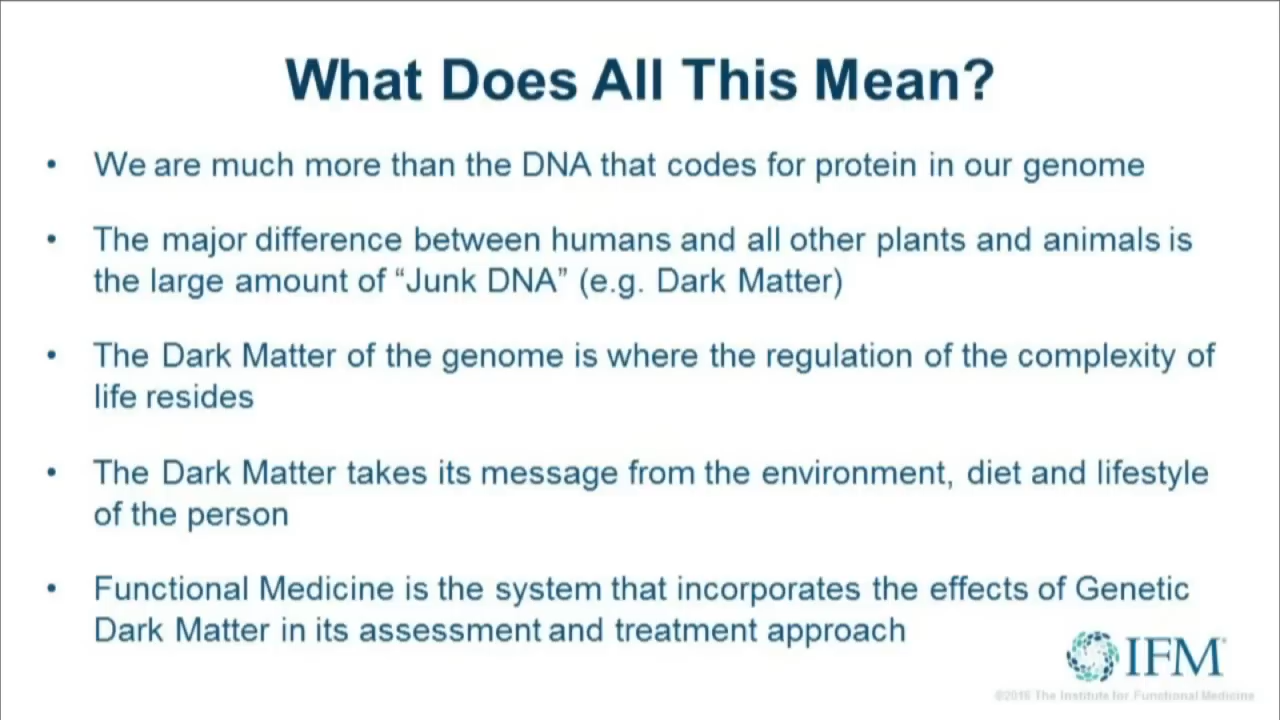 What Does All This Mean?
• We are much more than the DNA that codes for protein in our genome
• The major difference between humans and all other plants and animals is
the large amount of “Junk DNA” (e.g. Dark Matter)
• The Dark Matter of the genome is where the regulation of the complexity of
life resides
• The Dark Matter takes its message from the environment, diet and lifestyle
of the person
• Functional Medicine is the system that incorporates the effects of Genetic
Dark Matter in its assessment and treatment approach
IFM
The Institute for Functional Medicine